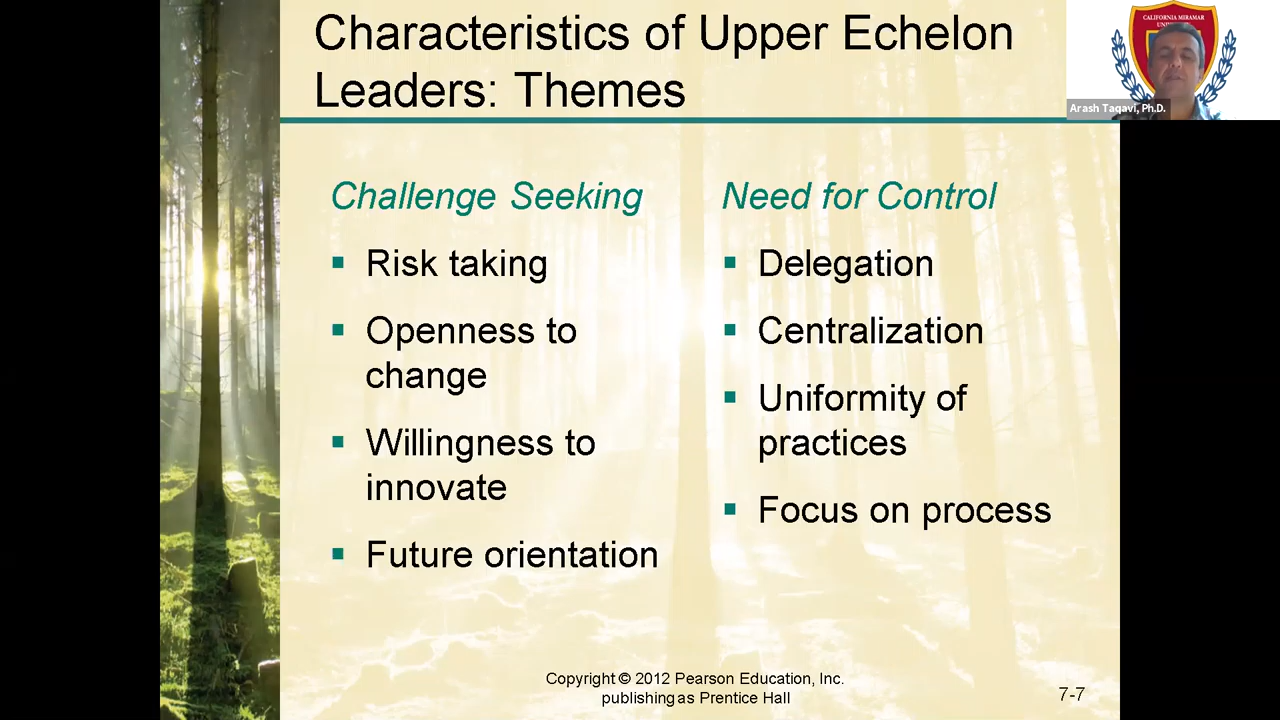 Characteristics of Upper Echelon
Leaders: Themes
CALIFORNIA MIRAMAR
Arash Taqavi, Ph.D.
Challenge Seeking
▪ Risk taking
▪ Openness to
change
▪ Willingness to
innovate
▪ Future orientation
Need for Control
▪ Delegation
▪ Centralization
▪ Uniformity of
practices
▪ Focus on process
Copyright © 2012 Pearson Education, Inc.
publishing as Prentice Hall
7-7